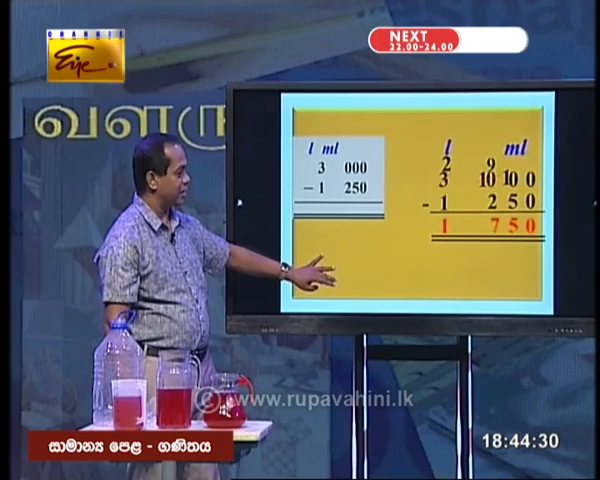 CHANNEL
Eye
NEXT
22.00-24.00
வளரு
l ml
3 000
− 1 250
l ml
2 9
3 10 10 0
- 1 2 5 0
1 7 5 0
© www.rupavahini.lk
සාමාන්‍ය පෙළ - ගණිතය
18:44:30